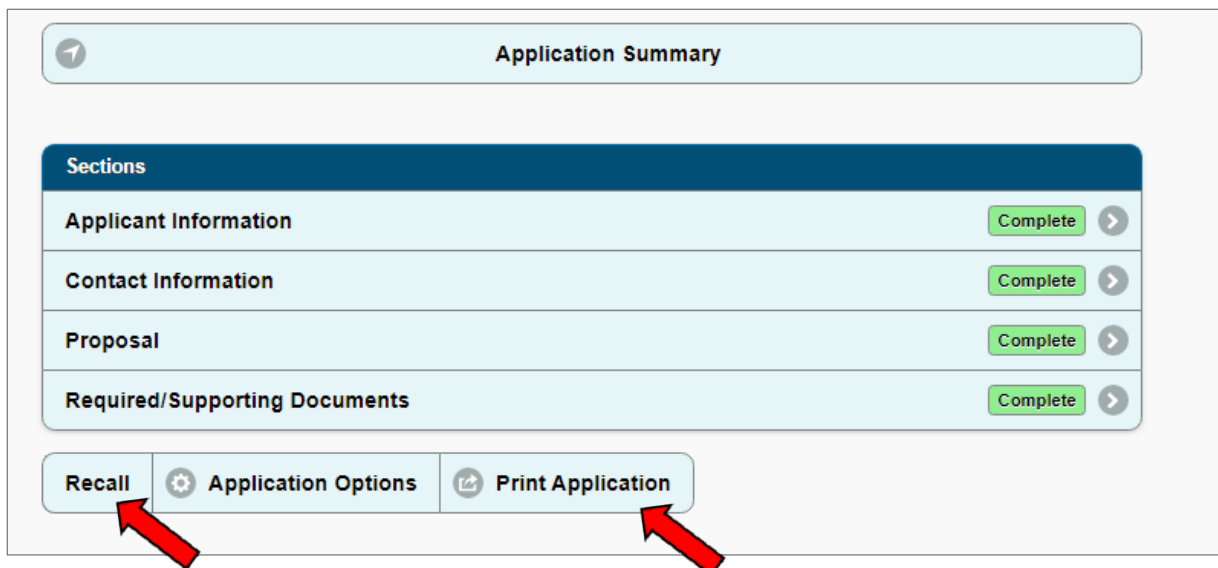 Application Summary
Sections
Applicant Information Complete
Contact Information Complete
Proposal Complete
Required/Supporting Documents Complete
Recall Application Options Print Application